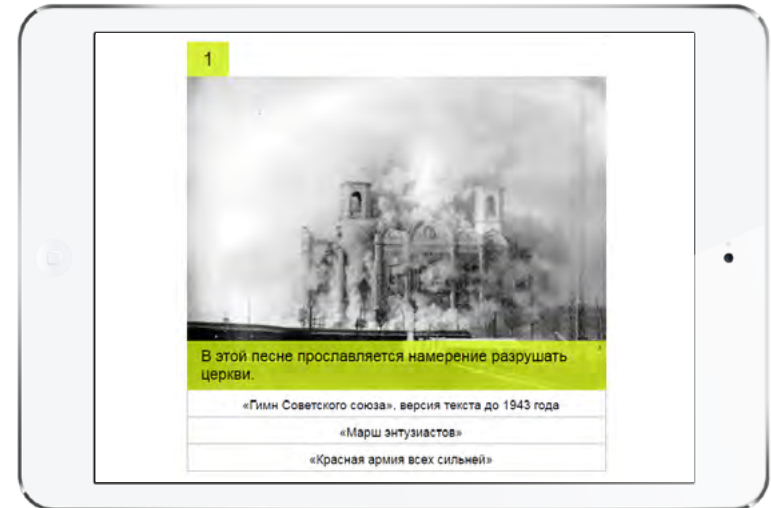 1
В этой песне прославляется намерение разрушать
церкви.
«Гимн Советского союза», версия текста до 1943 года
«Марш энтузиастов»
«Красная армия всех сильней»